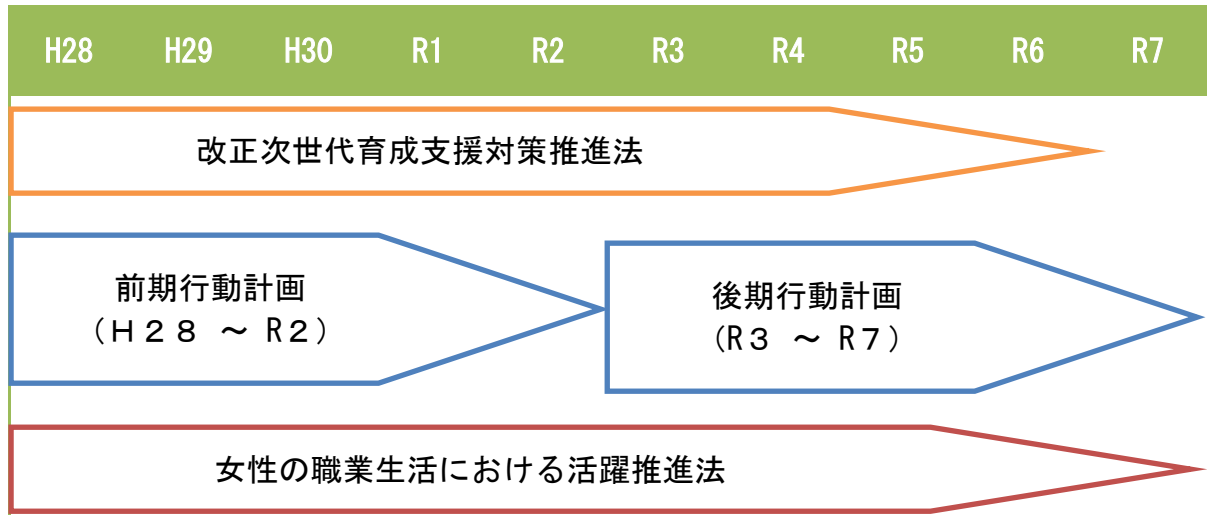 H28 H29 H30 R1 R2 R3 R4 R5 R6 R7
改正次世代育成支援対策推進法
前期行動計画
（Ｈ２８ ～ R２）
後期行動計画
（R３ ～ R７）
女性の職業生活における活躍推進法